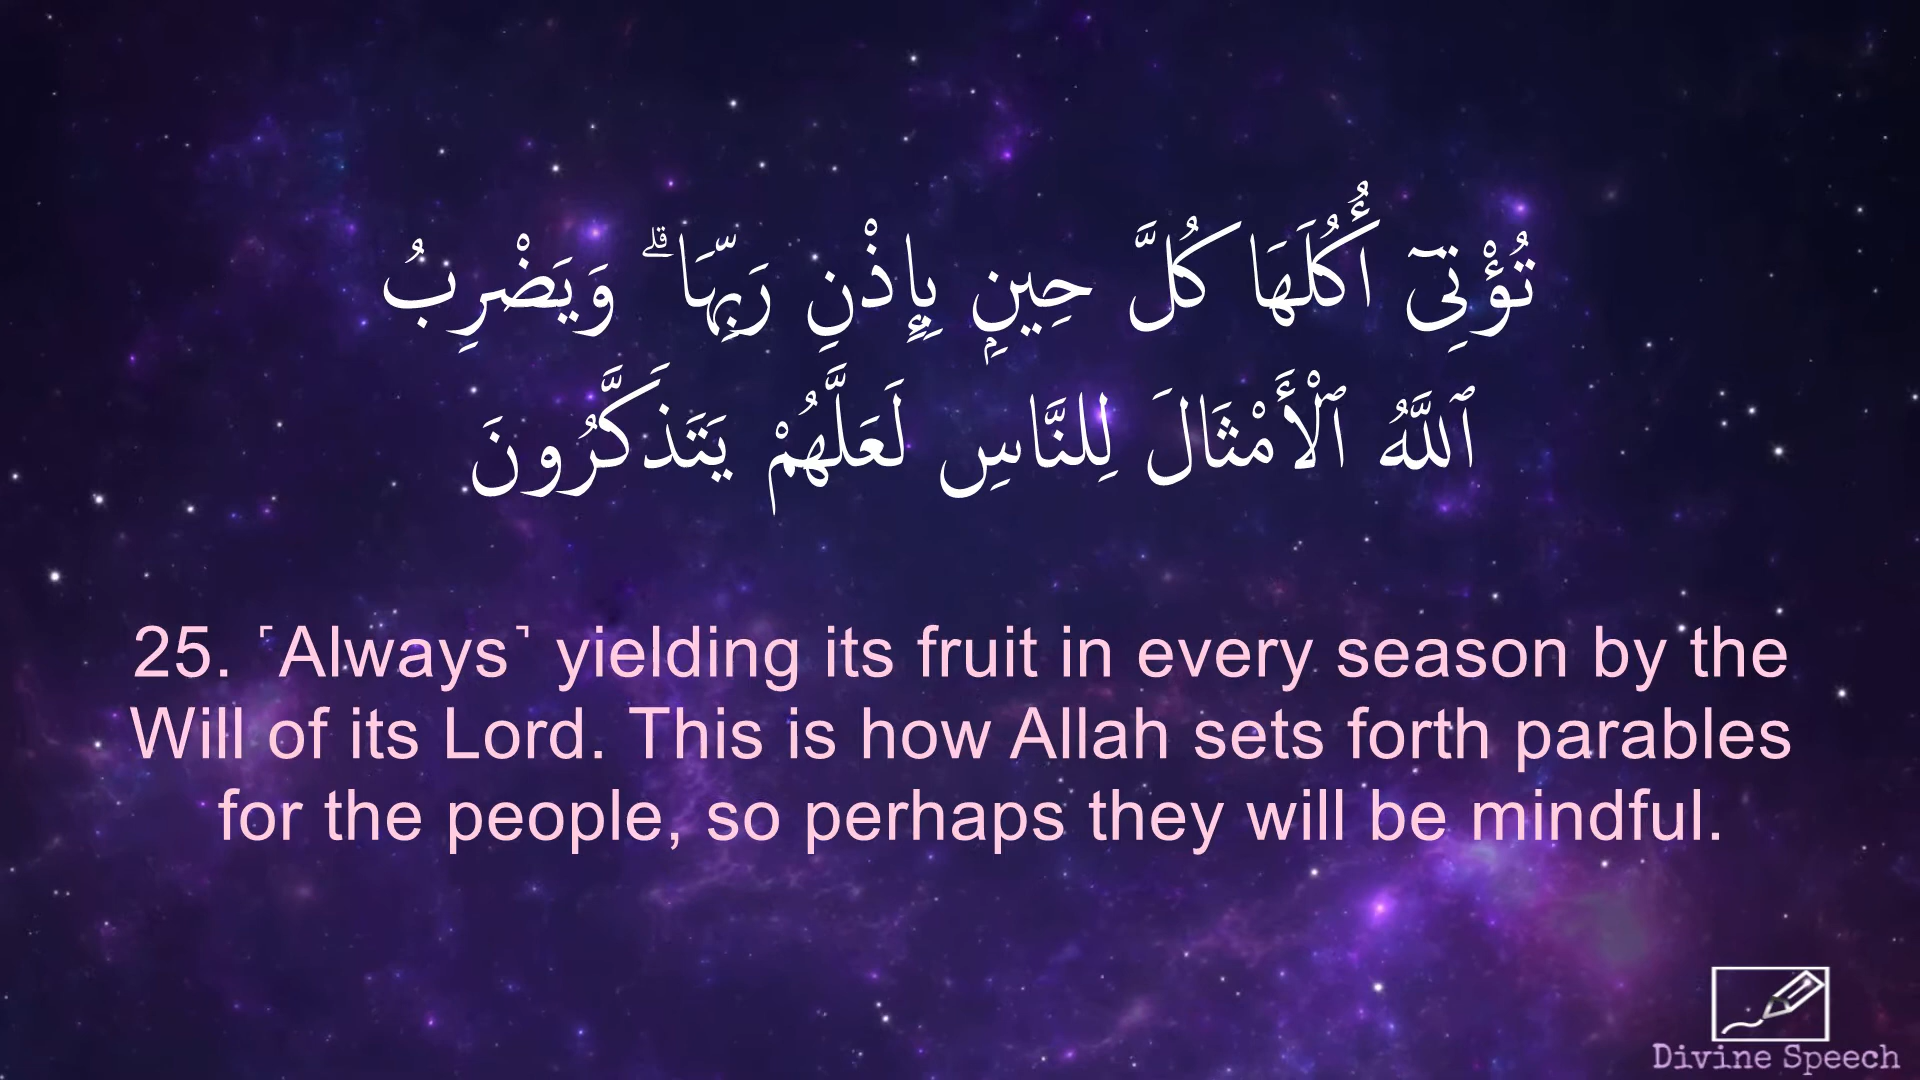 تُؤْتِىٓ أُكُلَهَا كُلَّ حِينٍۭ بِإِذْنِ رَبِّهَا ۗ وَيَضْرِبُ
ٱللَّهُ ٱلْأَمْثَالَ لِلنَّاسِ لَعَلَّهُمْ يَتَذَكَّرُونَ
25. ˹Always˺ yielding its fruit in every season by the
Will of its Lord. This is how Allah sets forth parables
for the people, so perhaps they will be mindful.
Divine Speech